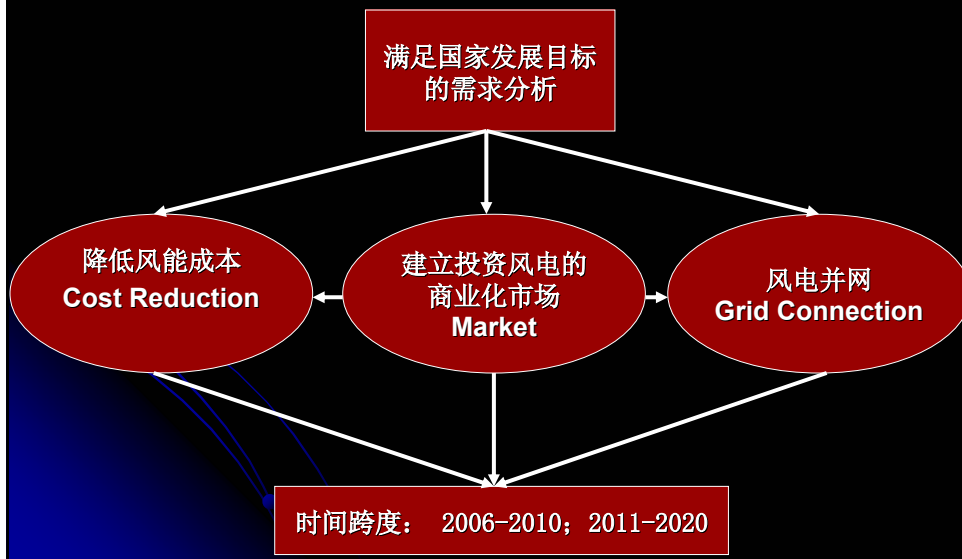 满足国家发展目标
的需求分析
降低风能成本
Cost Reduction
建立投资风电的
商业化市场
Market
风电并网
Grid Connection
时间跨度： 2006-2010；2011-2020